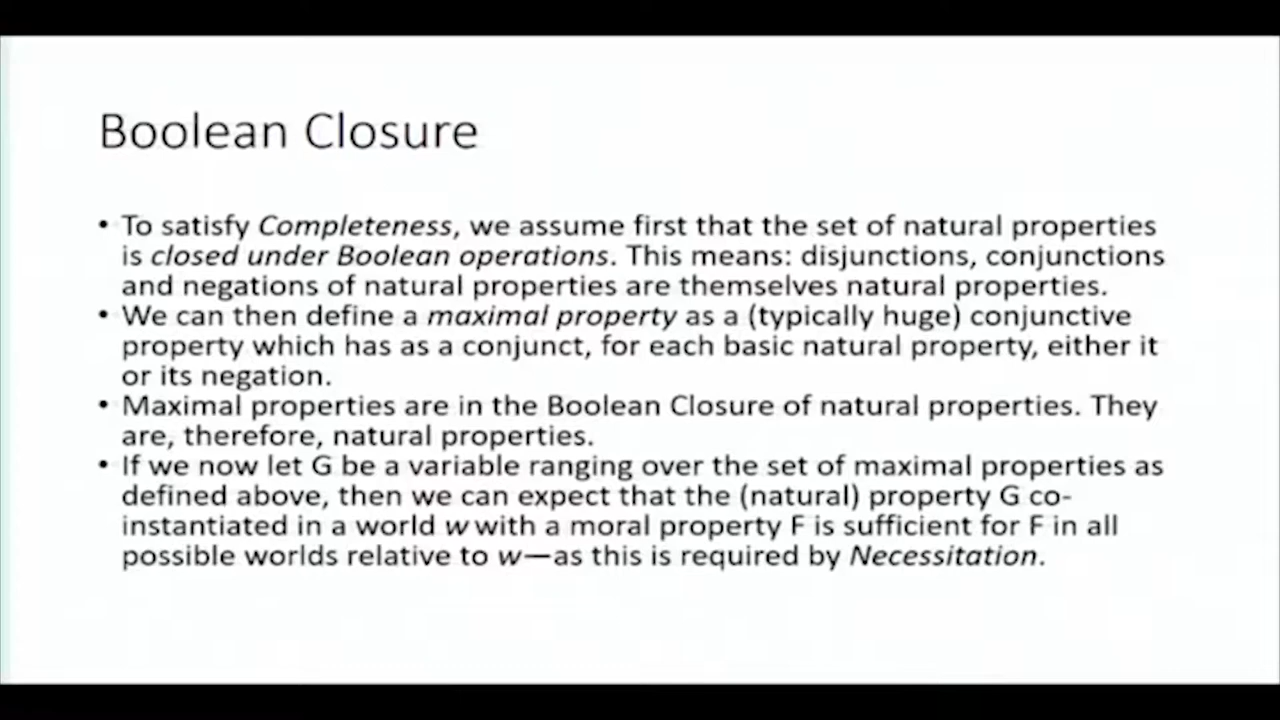 Boolean Closure
• To satisfy Completeness, we assume first that the set of natural properties
is closed under Boolean operations. This means: disjunctions, conjunctions
and negations of natural properties are themselves natural properties.
• We can then define a maximal property as a (typically huge) conjunctive
property which has as a conjunct, for each basic natural property, either it
or its negation.
• Maximal properties are in the Boolean Closure of natural properties. They
are, therefore, natural properties.
• If we now let G be a variable ranging over the set of maximal properties as
defined above, then we can expect that the (natural) property G co-
instantiated in a world w with a moral property F is sufficient for F in all
possible worlds relative to w—as this is required by Necessitation.